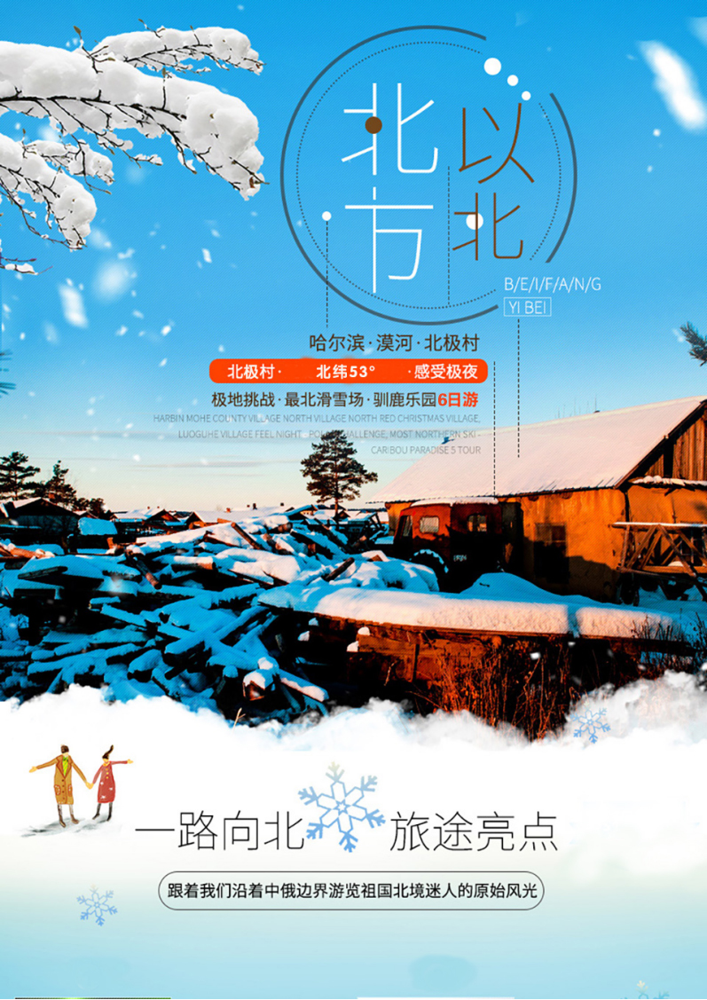 北方
以北
B/E/I/F/A/N/G
YI BEI
哈尔滨·漠河·北极村
北极村· 北纬53° ·感受极夜
极地挑战·最北滑雪场·驯鹿乐园6日游
HARBIN MOHE COUNTY VILLAGE NORTH VILLAGE NORTH RED CHRISTMAS VILLAGE,
LUOGUHE VILLAGE FEEL NIGHT - POLAR CHALLENGE, MOST NORTHERN SKI -
CARIBOU PARADISE 5 TOUR
一路向北 旅途亮点
跟着我们沿着中俄边界游览祖国北境迷人的原始风光